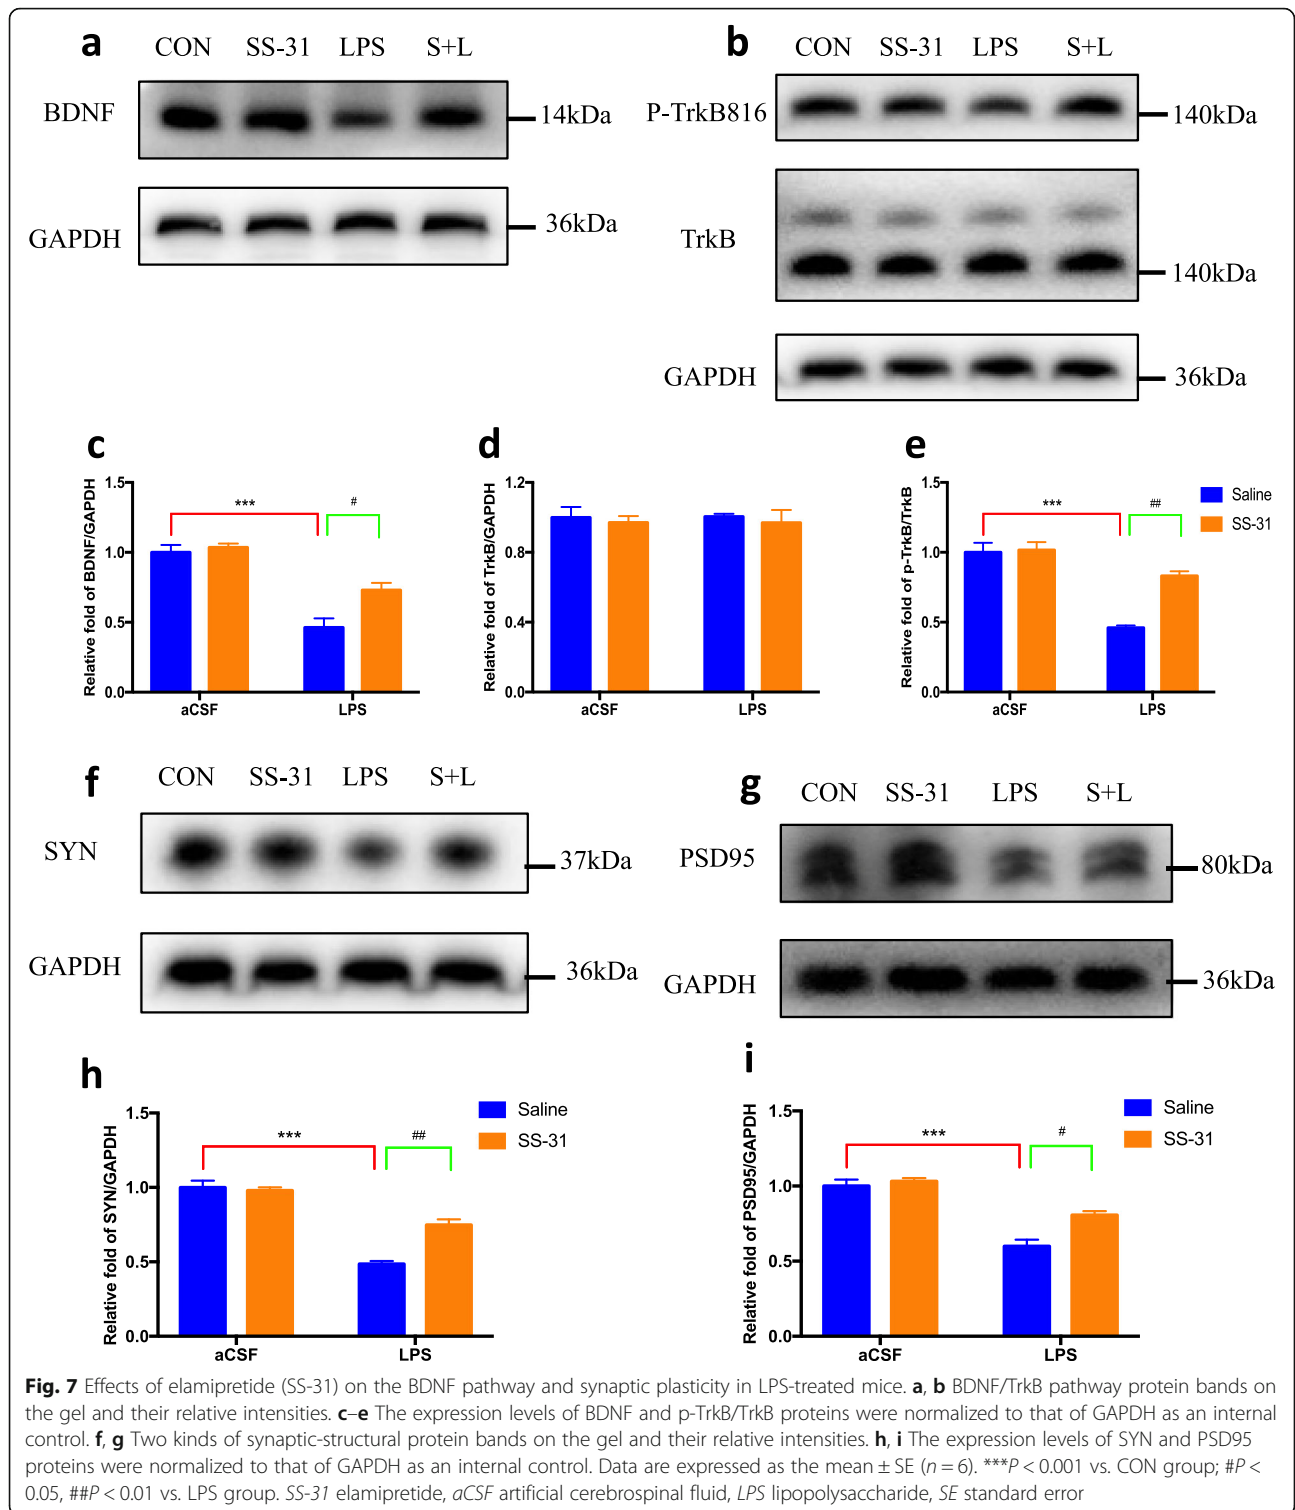 a
CON SS-31 LPS S+L
BDNF
14kDa
GAPDH
36kDa
b
CON SS-31 LPS S+L
P-TrkB816
140kDa
TrkB
140kDa
GAPDH
36kDa
c
Relative fold of BDNF/GAPDH
1.5
1.0
0.5
0.0
***
#
aCSF LPS
d
Relative fold of TrkB/GAPDH
1.2
0.8
0.4
0.0
aCSF LPS
e
Relative fold of p-TrkB/TrkB
1.5
1.0
0.5
0.0
***
##
aCSF LPS
Saline
SS-31
f
CON SS-31 LPS S+L
SYN
37kDa
GAPDH
36kDa
g
CON SS-31 LPS S+L
PSD95
80kDa
GAPDH
36kDa
h
Relative fold of SYN/GAPDH
1.5
1.0
0.5
0.0
***
##
aCSF LPS
Saline
SS-31
i
Relative fold of PSD95/GAPDH
1.5
1.0
0.5
0.0
***
#
aCSF LPS
Saline
SS-31
Fig. 7 Effects of elamipretide (SS-31) on the BDNF pathway and synaptic plasticity in LPS-treated mice. a, b BDNF/TrkB pathway protein bands on
the gel and their relative intensities. c–e The expression levels of BDNF and p-TrkB/TrkB proteins were normalized to that of GAPDH as an internal
control. f, g Two kinds of synaptic-structural protein bands on the gel and their relative intensities. h, i The expression levels of SYN and PSD95
proteins were normalized to that of GAPDH as an internal control. Data are expressed as the mean ± SE (n = 6). ***P < 0.001 vs. CON group; #P <
0.05, ##P < 0.01 vs. LPS group. SS-31 elamipretide, aCSF artificial cerebrospinal fluid, LPS lipopolysaccharide, SE standard error